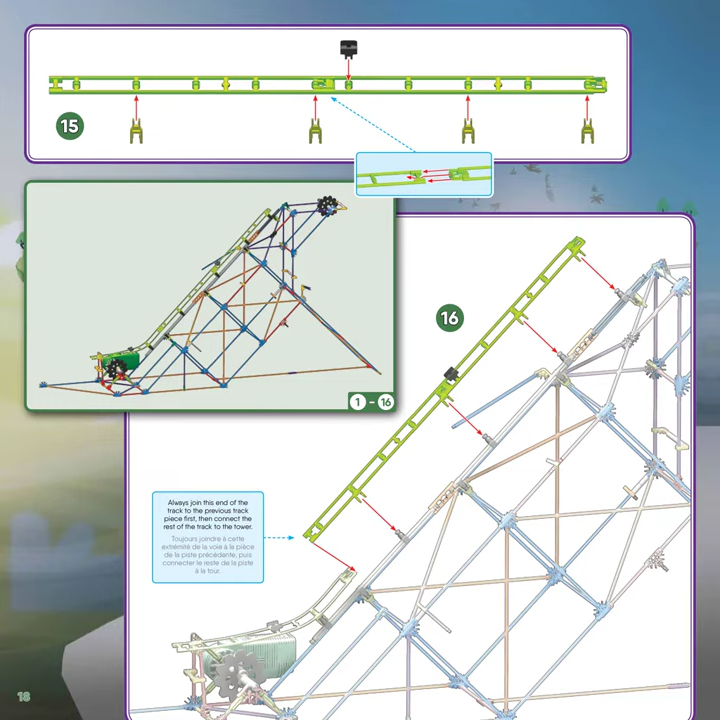 15
16
1 - 16
Always join this end of the
track to the previous track
piece first, then connect the
rest of the track to the tower.
Toujours joindre à cette
extrémité de la voie à la pièce
de la piste précédente, puis
connecter le reste de la piste
à la tour.
18